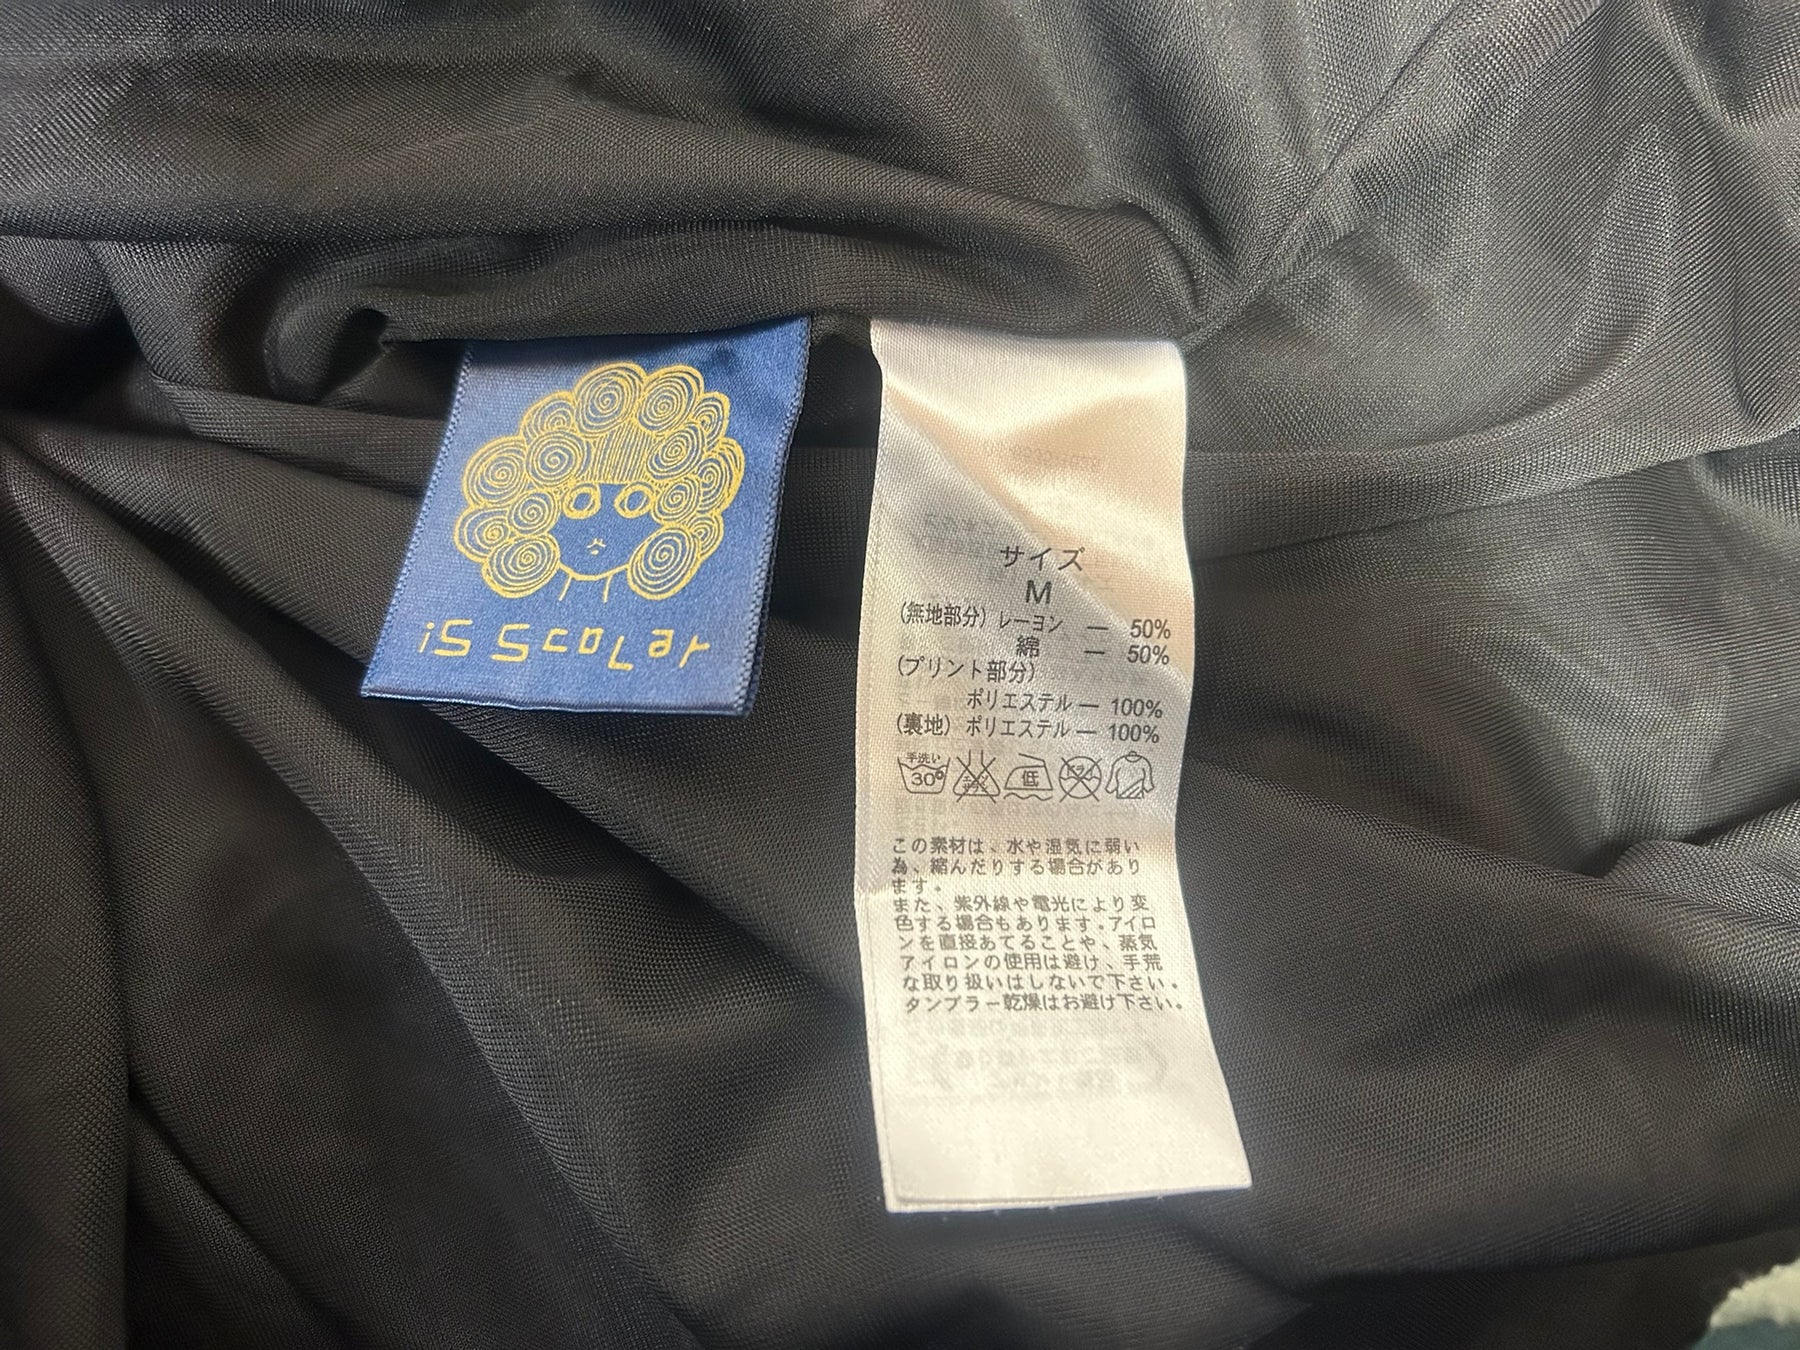 is scolar
サイズ
M
(無地部分) レーヨン — 50%
綿 — 50%
(プリント部分)
ポリエステル — 100%
(裏地) ポリエステル — 100%
手洗い
30°
低
この素材は、水や湿気に弱い
為、縮んだりする場合があり
ます。
また、紫外線や電光により変
色する場合もあります。アイロ
ンを直接あてることや、蒸気
アイロンの使用は避け、手荒
な取り扱いはしないで下さい。
タンブラー乾燥はお避け下さい。